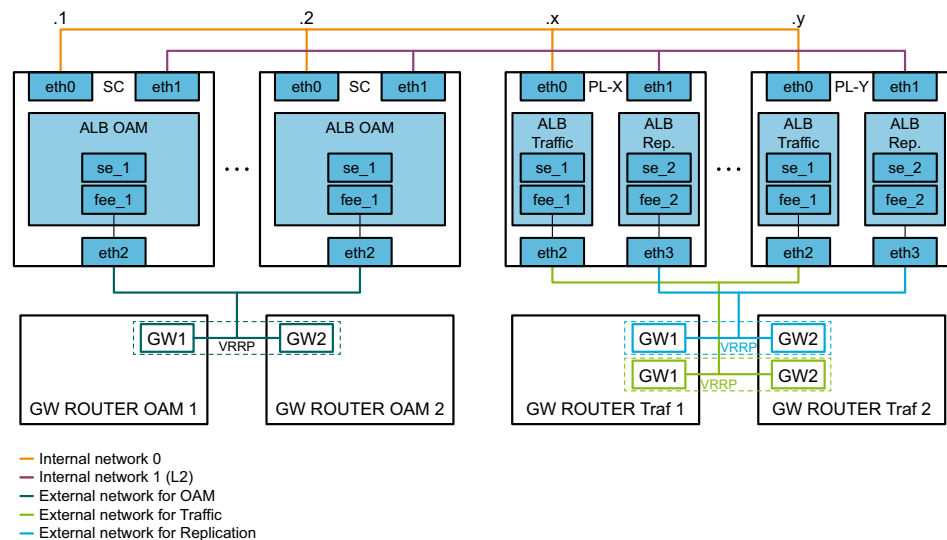 .1 .2 .x .y
eth0 SC eth1 eth0 SC eth1 eth0 PL-X eth1 eth0 PL-Y eth1
ALB OAM
se_1
fee_1
eth2
...
ALB OAM
se_1
fee_1
eth2
ALB
Traffic
se_1
fee_1
eth2
ALB
Rep.
se_2
fee_2
eth3
...
ALB
Traffic
se_1
fee_1
eth2
ALB
Rep.
se_2
fee_2
eth3
GW1 VRRP GW2
GW ROUTER OAM 1
GW ROUTER OAM 2
GW1 VRRP GW2
GW1 VRRP GW2
GW ROUTER Traf 1
GW ROUTER Traf 2
Internal network 0
Internal network 1 (L2)
External network for OAM
External network for Traffic
External network for Replication